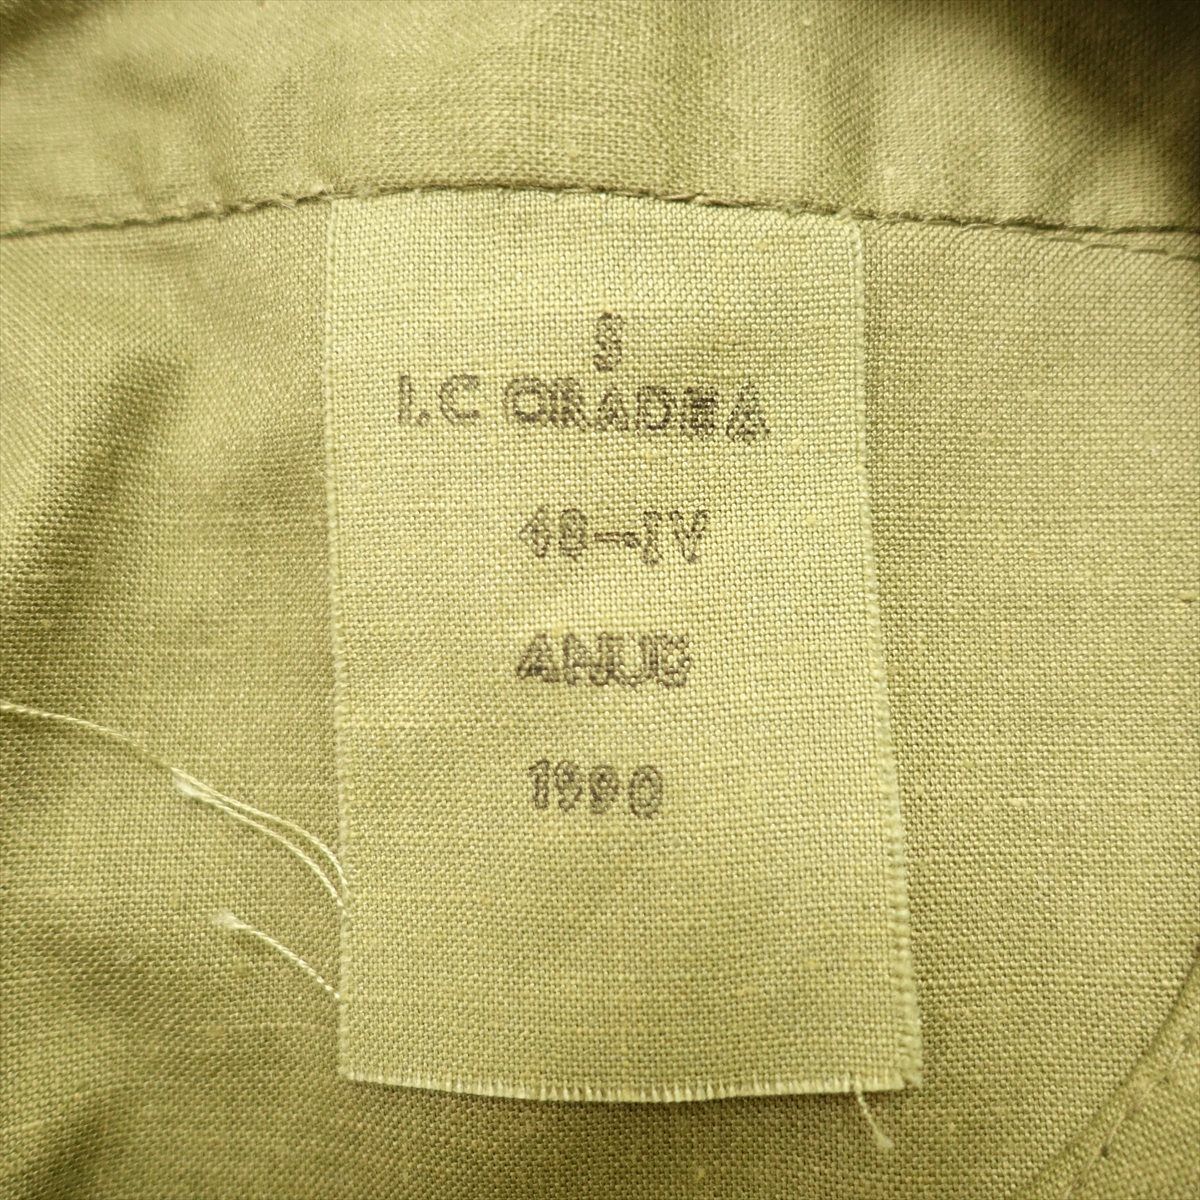 S
I.C ORADEA
48-IV
ANUL
1990